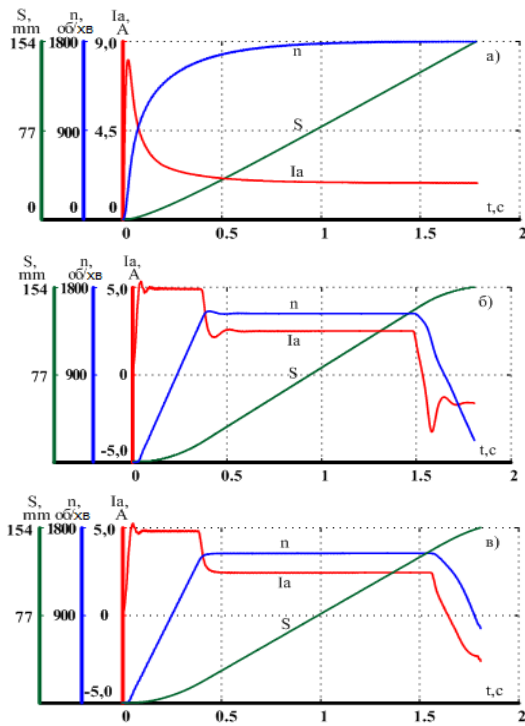 S, n, Ia
mm об/хв А
154 1800 9,0
n а)
77 900 4,5
S
Ia
0 0 0 t,c
0 0.5 1 1.5 2
S, n, Ia
mm об/хв А
154 1800 5,0
n б)
Ia
77 900 0 S
-5,0 t,c
0 0.5 1 1.5 2
S, n, Ia
mm об/хв А
154 1800 5,0
n в)
Ia
77 900 0 S
-5,0 t,c
0 0.5 1 1.5 2